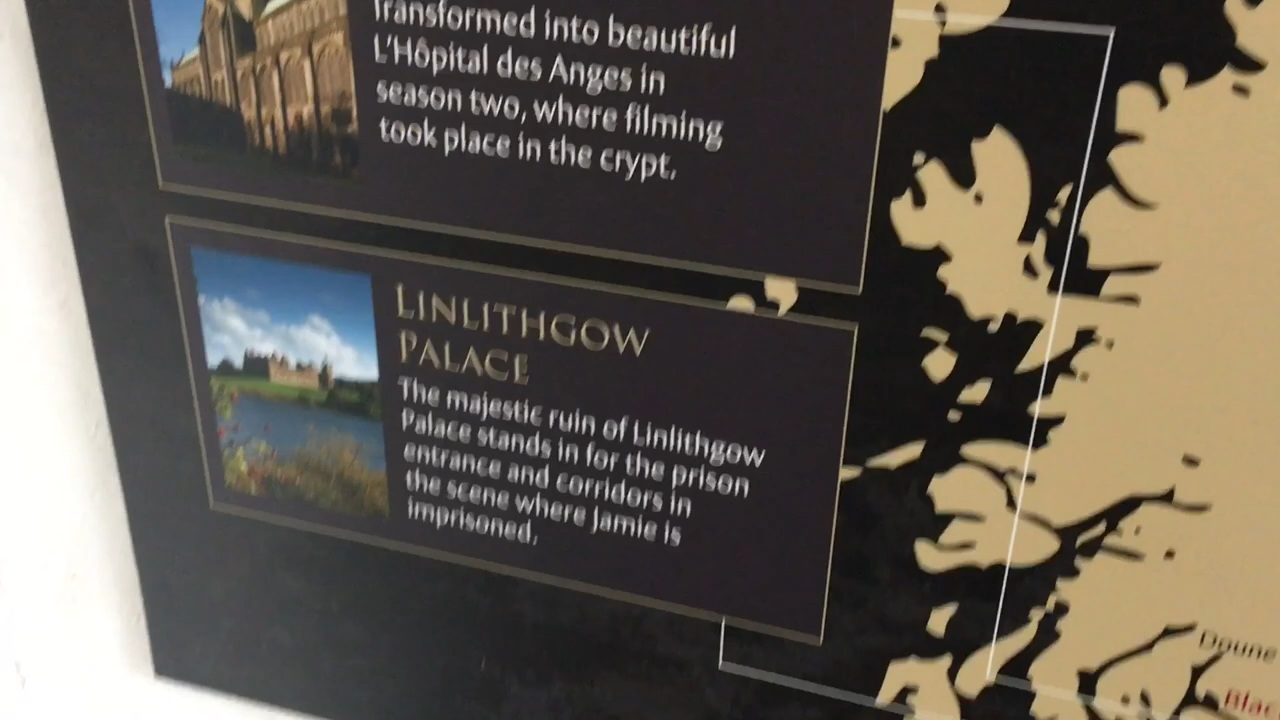 Transformed into beautiful
L'Hôpital des Anges in
season two, where filming
took place in the crypt.
LINLITHGOW
PALACE
The majestic ruin of Linlithgow
Palace stands in for the prison
entrance and corridors in
the scene where Jamie is
imprisoned.
Doune